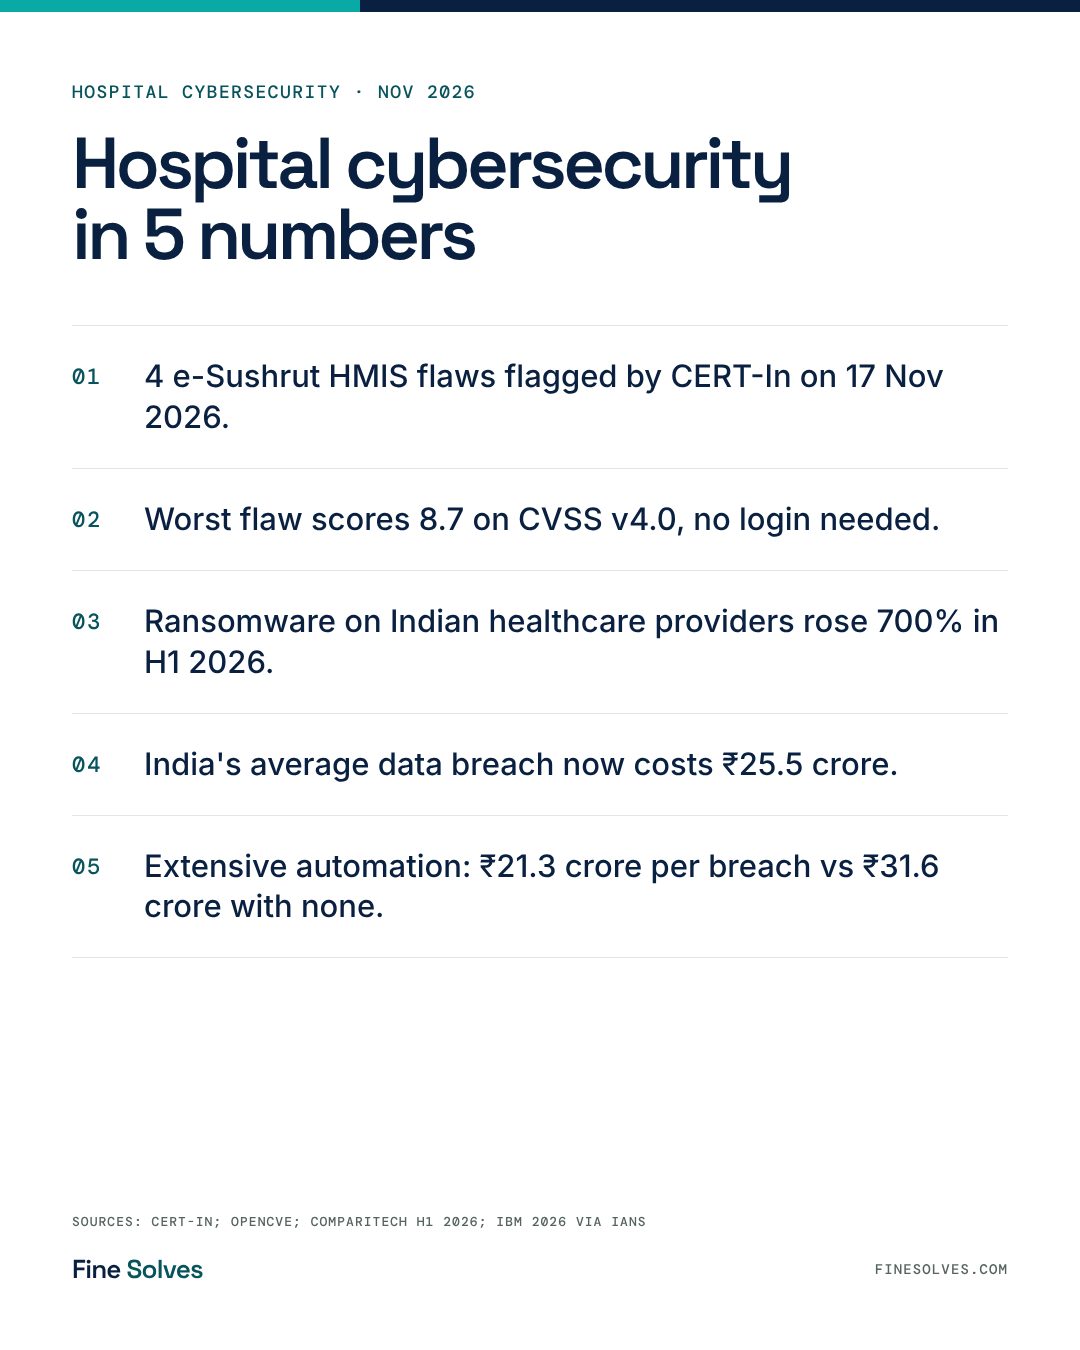 HOSPITAL CYBERSECURITY · NOV 2026
Hospital cybersecurity
in 5 numbers
01 4 e-Sushrut HMIS flaws flagged by CERT-In on 17 Nov
2026.
02 Worst flaw scores 8.7 on CVSS v4.0, no login needed.
03 Ransomware on Indian healthcare providers rose 700% in
H1 2026.
04 India's average data breach now costs ₹25.5 crore.
05 Extensive automation: ₹21.3 crore per breach vs ₹31.6
crore with none.
SOURCES: CERT-IN; OPENCVE; COMPARITECH H1 2026; IBM 2026 VIA IANS
Fine Solves
FINESOLVES.COM